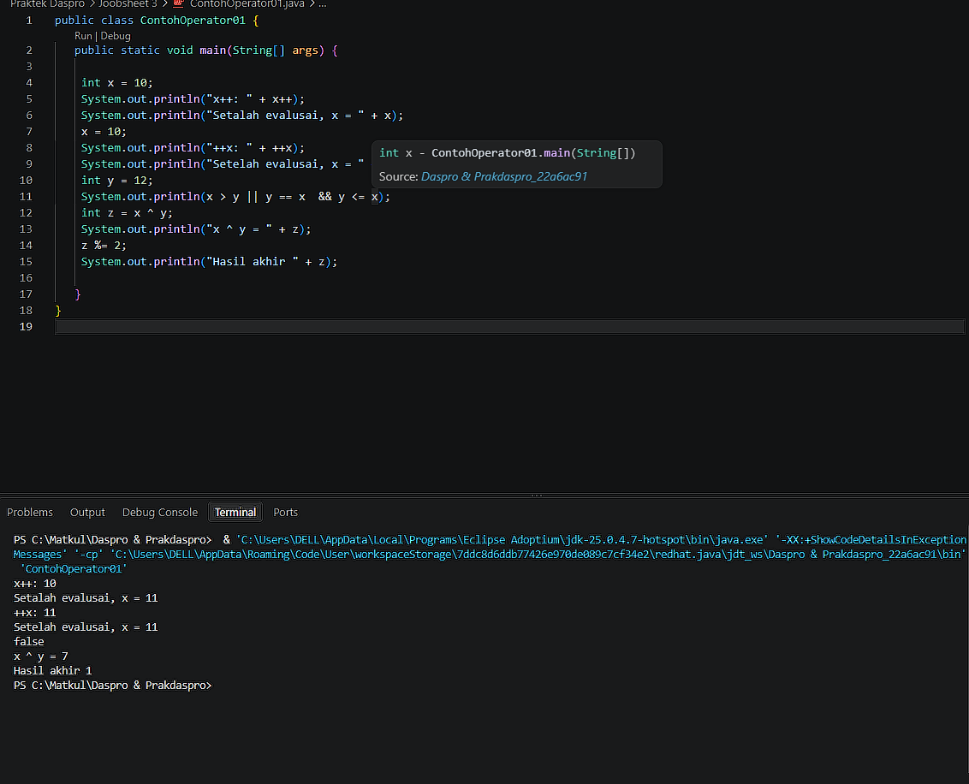 Praktek Daspro > Joobsheet 3 > ContohOperator01.java > ...
1 public class ContohOperator01 {
Run | Debug
2 public static void main(String[] args) {
3
4 int x = 10;
5 System.out.println("x++: " + x++);
6 System.out.println("Setalah evalusai, x = " + x);
7 x = 10;
8 System.out.println("++x: " + ++x);
9 System.out.println("Setelah evalusai, x = "
int x - ContohOperator01.main(String[])
Source: Daspro & Prakdaspro_22a6ac91
10 int y = 12;
11 System.out.println(x > y || y == x  && y <= x);
12 int z = x ^ y;
13 System.out.println("x ^ y = " + z);
14 z %= 2;
15 System.out.println("Hasil akhir " + z);
16
17 }
18 }
19
Problems Output Debug Console Terminal Ports
PS C:\Matkul\Daspro & Prakdaspro>  & 'C:\Users\DELL\AppData\Local\Programs\Eclipse Adoptium\jdk-25.0.4.7-hotspot\bin\java.exe' '-XX:+ShowCodeDetailsInException
Messages' '-cp' 'C:\Users\DELL\AppData\Roaming\Code\User\workspaceStorage\7ddc8d6ddb77426e970de089c7cf34e2\redhat.java\jdt_ws\Daspro & Prakdaspro_22a6ac91\bin'
'ContohOperator01'
x++: 10
Setalah evalusai, x = 11
++x: 11
Setelah evalusai, x = 11
false
x ^ y = 7
Hasil akhir 1
PS C:\Matkul\Daspro & Prakdaspro>